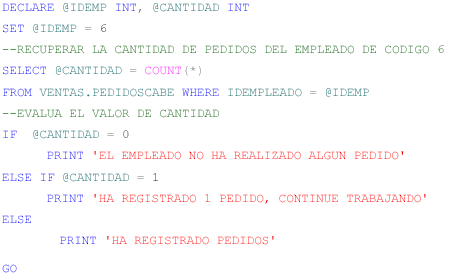 DECLARE @IDEMP INT, @CANTIDAD INT
SET @IDEMP = 6
--RECUPERAR LA CANTIDAD DE PEDIDOS DEL EMPLEADO DE CODIGO 6
SELECT @CANTIDAD = COUNT(*)
FROM VENTAS.PEDIDOSCABE WHERE IDEMPLEADO = @IDEMP
--EVALUA EL VALOR DE CANTIDAD
IF @CANTIDAD = 0
PRINT 'EL EMPLEADO NO HA REALIZADO ALGUN PEDIDO'
ELSE IF @CANTIDAD = 1
PRINT 'HA REGISTRADO 1 PEDIDO, CONTINUE TRABAJANDO'
ELSE
PRINT 'HA REGISTRADO PEDIDOS'
GO